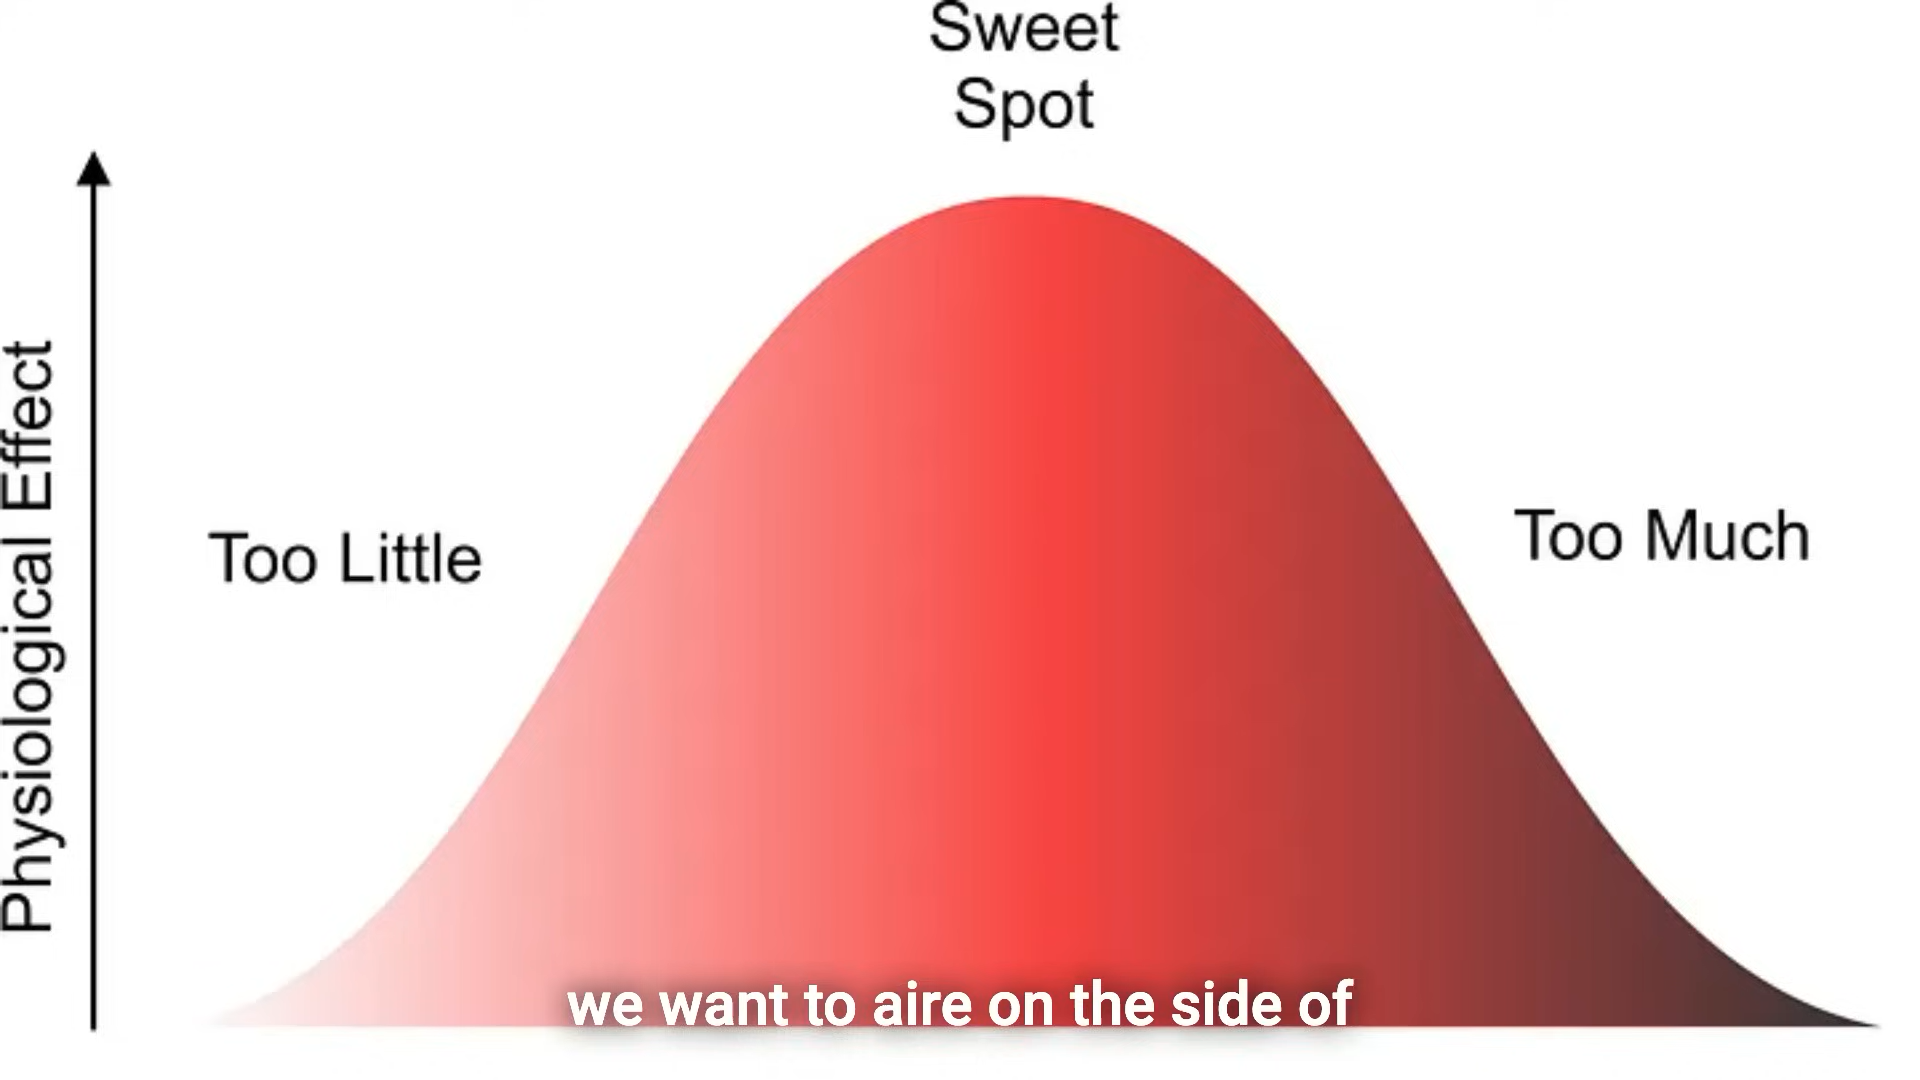 Sweet
Spot
Physiological Effect
Too Little
Too Much
we want to aire on the side of